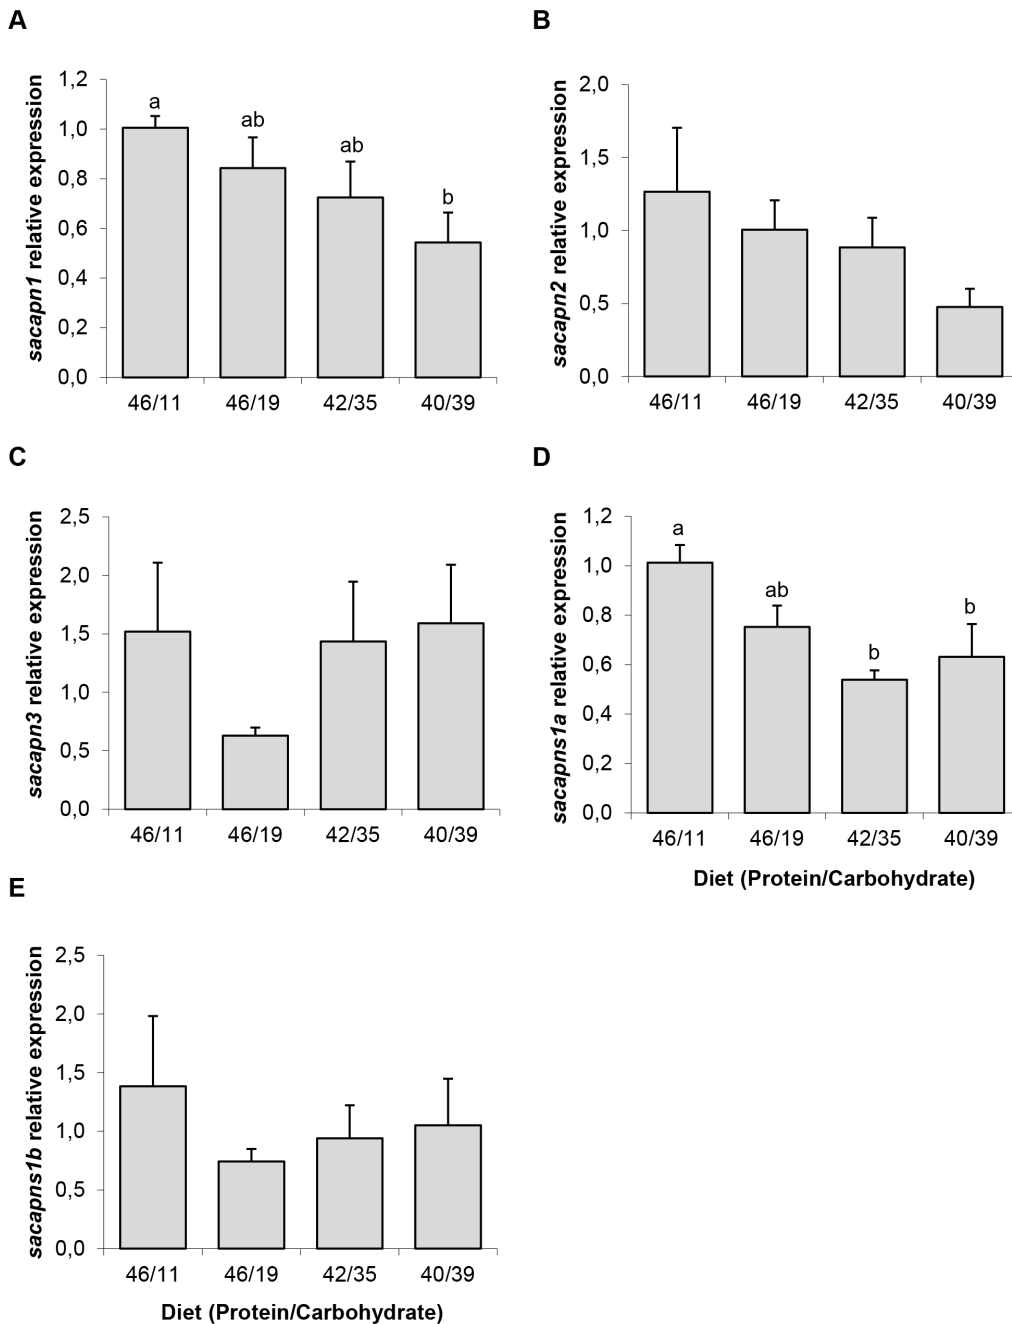 A
sacapn1 relative expression
1,2
1,0
0,8
0,6
0,4
0,2
0,0
a
ab
ab
b
46/11 46/19 42/35 40/39
B
sacapn2 relative expression
2,0
1,5
1,0
0,5
0,0
46/11 46/19 42/35 40/39
C
sacapn3 relative expression
2,5
2,0
1,5
1,0
0,5
0,0
46/11 46/19 42/35 40/39
D
sacapns1a relative expression
1,2
1,0
0,8
0,6
0,4
0,2
0,0
a
ab
b
b
46/11 46/19 42/35 40/39
Diet (Protein/Carbohydrate)
E
sacapns1b relative expression
2,5
2,0
1,5
1,0
0,5
0,0
46/11 46/19 42/35 40/39
Diet (Protein/Carbohydrate)